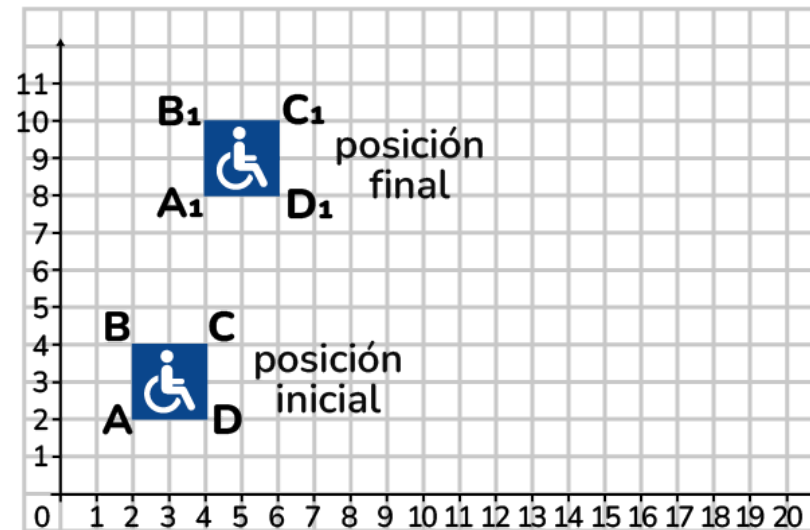 11
10
9
8
7
6
5
4
3
2
1
B₁ C₁
A₁ D₁
posición
final
B C
A D
posición
inicial
0 1 2 3 4 5 6 7 8 9 10 11 12 13 14 15 16 17 18 19 20